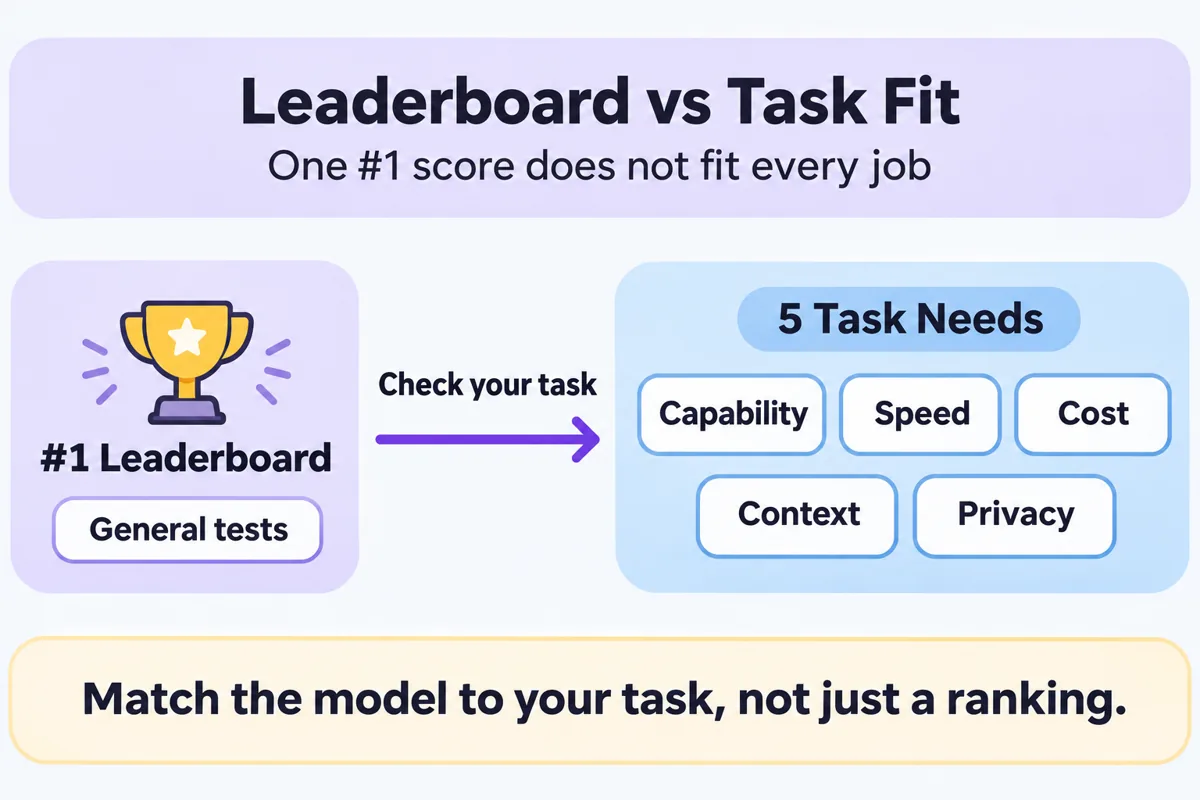 Leaderboard vs Task Fit
One #1 score does not fit every job
#1 Leaderboard
General tests
Check your task
5 Task Needs
Capability
Speed
Cost
Context
Privacy
Match the model to your task, not just a ranking.